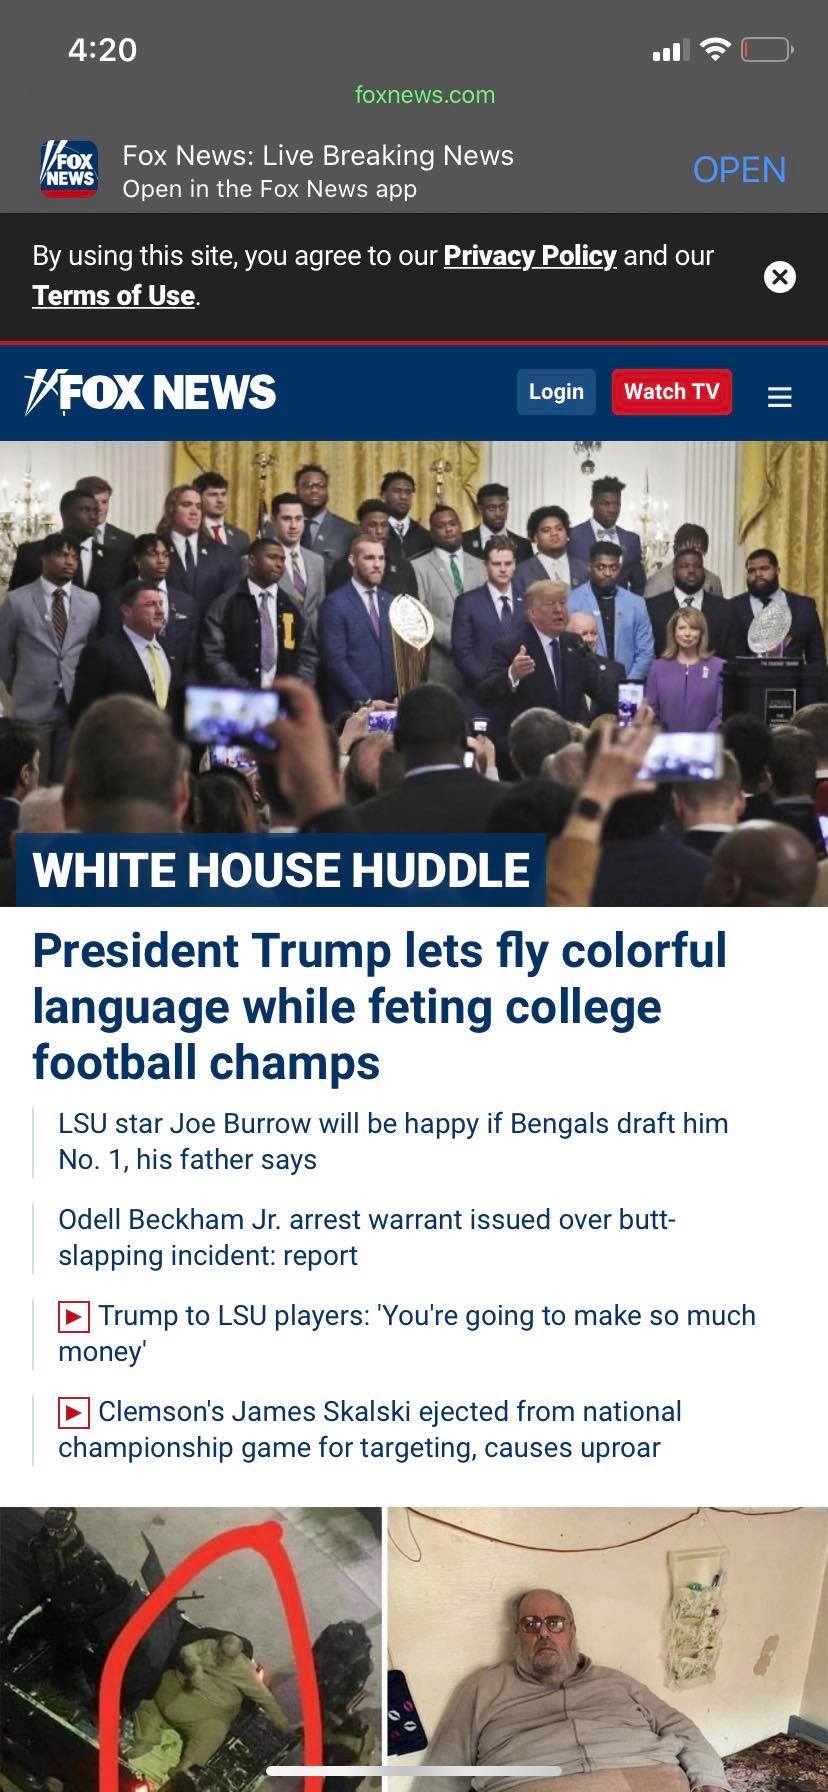 4:20
foxnews.com
FOX
NEWS
Fox News: Live Breaking News
Open in the Fox News app
OPEN
By using this site, you agree to our Privacy Policy and our
Terms of Use.
FOX NEWS
Login
Watch TV
L
WHITE HOUSE HUDDLE
President Trump lets fly colorful
language while feting college
football champs
LSU star Joe Burrow will be happy if Bengals draft him
No. 1, his father says
Odell Beckham Jr. arrest warrant issued over butt-
slapping incident: report
Trump to LSU players: 'You're going to make so much
money'
Clemson's James Skalski ejected from national
championship game for targeting, causes uproar